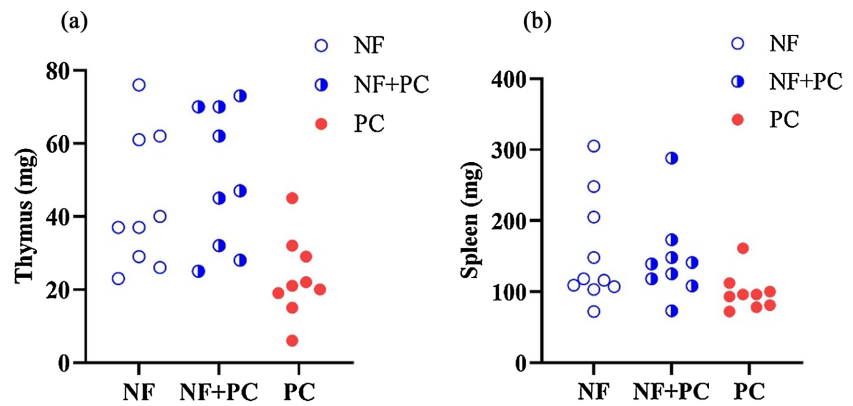 (a)
NF
NF+PC
PC
80
60
40
20
0
Thymus (mg)
NF NF+PC PC
(b)
NF
NF+PC
PC
400
300
200
100
0
Spleen (mg)
NF NF+PC PC